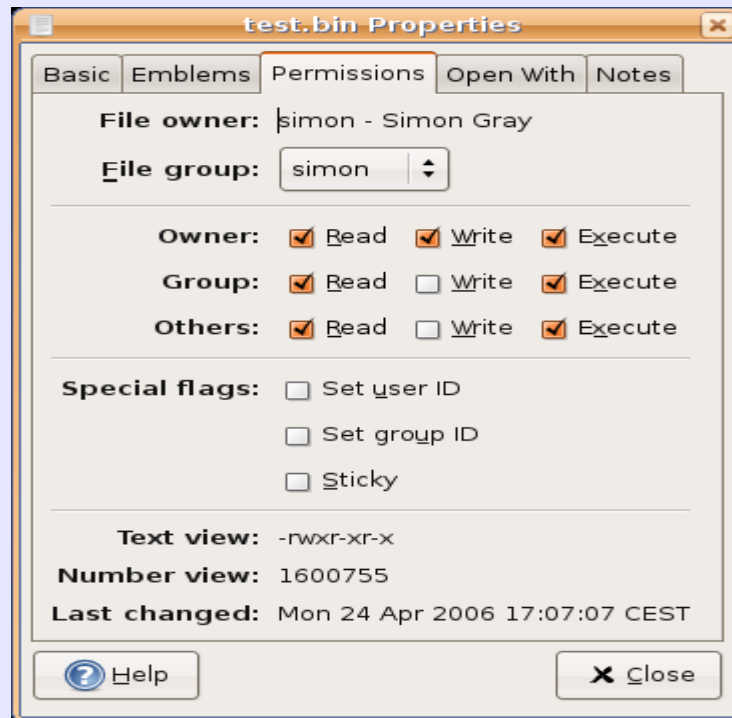 test.bin Properties
Basic Emblems Permissions Open With Notes
File owner: simon - Simon Gray
File group: simon
Owner: Read Write Execute
Group: Read Write Execute
Others: Read Write Execute
Special flags: Set user ID
Set group ID
Sticky
Text view: -rwxr-xr-x
Number view: 1600755
Last changed: Mon 24 Apr 2006 17:07:07 CEST
Help Close